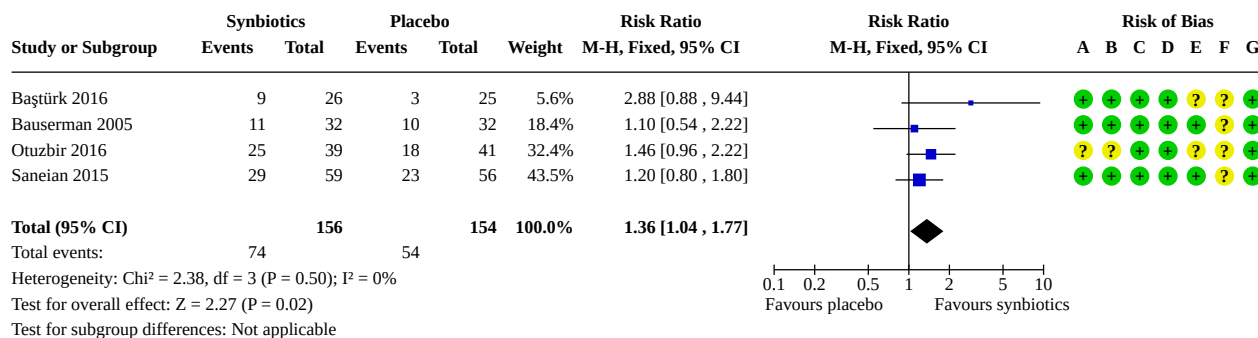 Synbiotics Placebo Risk Ratio Risk Ratio Risk of Bias
Study or Subgroup Events Total Events Total Weight M-H, Fixed, 95% CI M-H, Fixed, 95% CI A B C D E F G
Baştürk 2016 9 26 3 25 5.6% 2.88 [0.88 , 9.44] + + + + ? ? +
Bauserman 2005 11 32 10 32 18.4% 1.10 [0.54 , 2.22] + + + + + ? +
Otuzbir 2016 25 39 18 41 32.4% 1.46 [0.96 , 2.22] ? ? + + ? ? +
Saneian 2015 29 59 23 56 43.5% 1.20 [0.80 , 1.80] + + + + + ? +
Total (95% CI) 156 154 100.0% 1.36 [1.04 , 1.77]
Total events: 74 54
Heterogeneity: Chi² = 2.38, df = 3 (P = 0.50); I² = 0%
0.1 0.2 0.5 1 2 5 10
Test for overall effect: Z = 2.27 (P = 0.02) Favours placebo Favours synbiotics
Test for subgroup differences: Not applicable